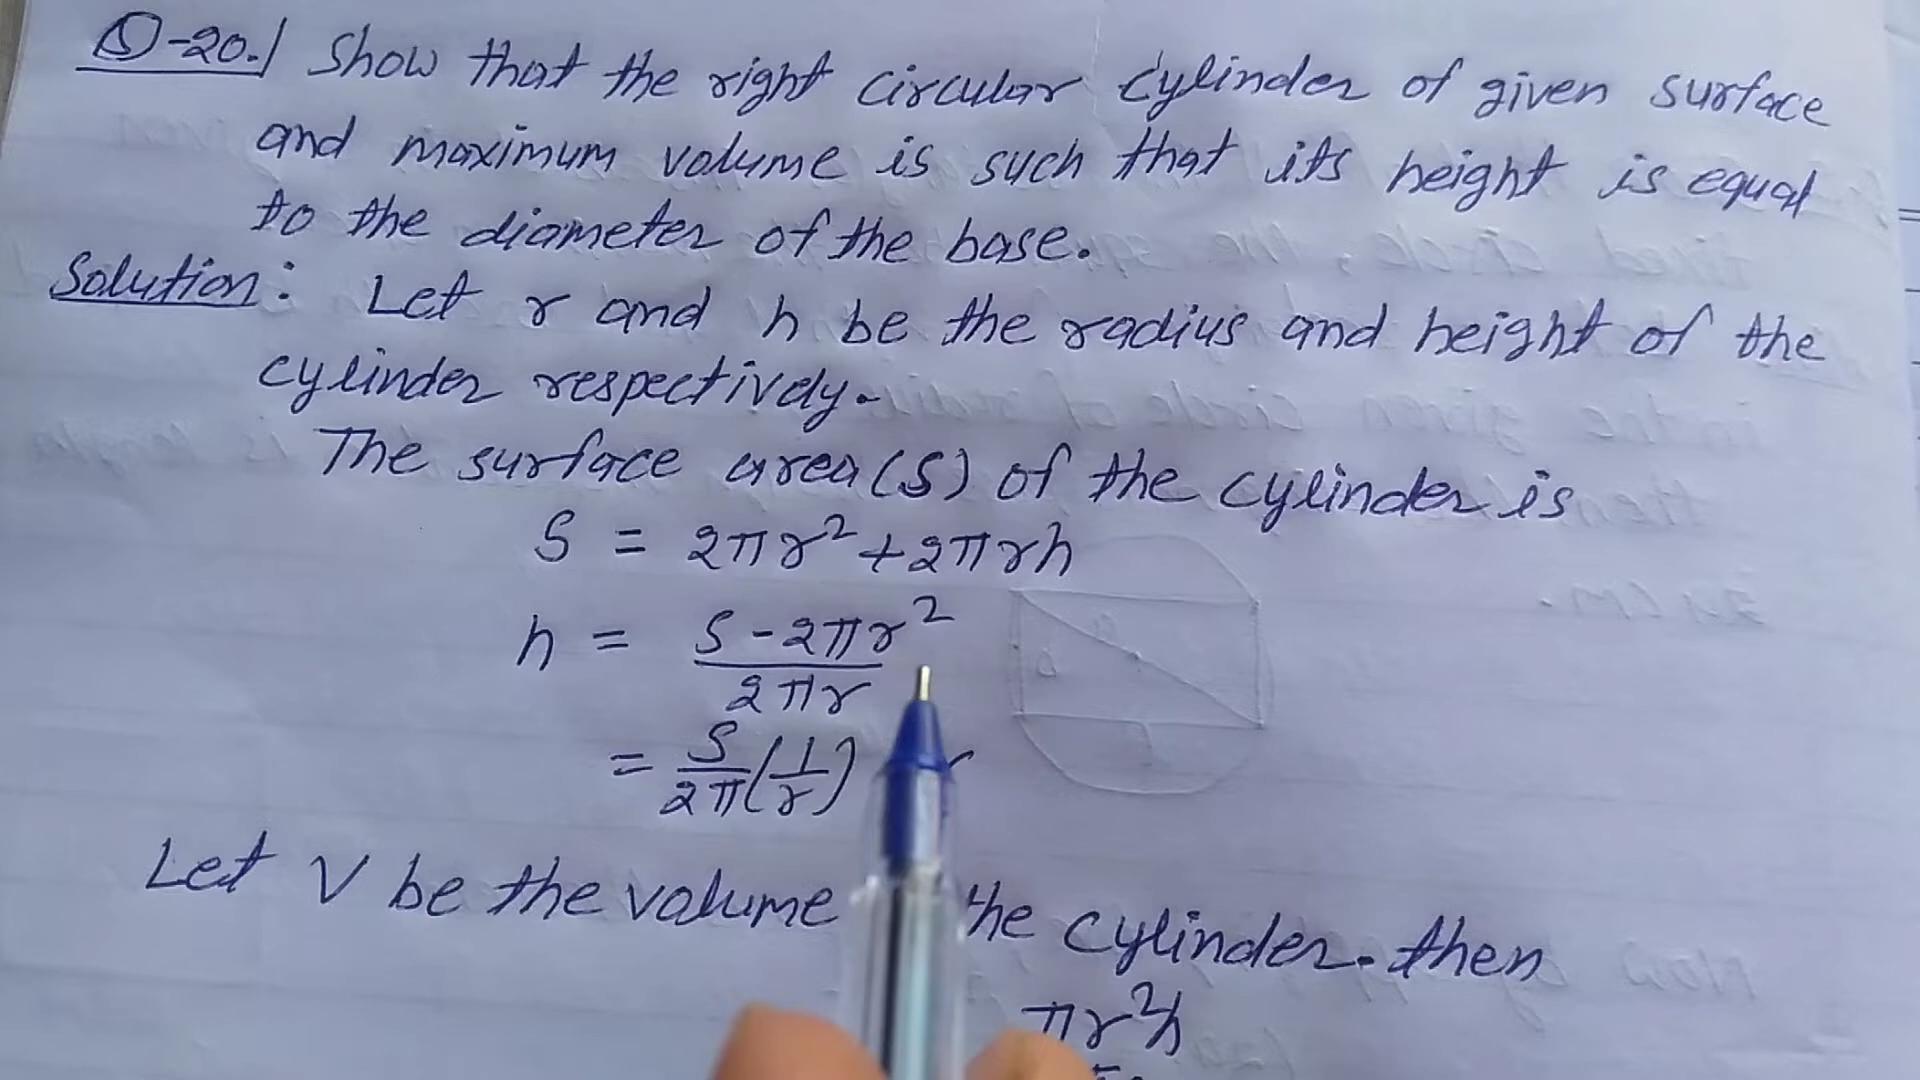 Q-20./ Show that the right circular cylinder of given surface
and maximum volume is such that its height is equal
to the diameter of the base.
Solution: Let r and h be the radius and height of the
cylinder respectively.
The surface area (S) of the cylinder is
S = 2πr²+2πrh
h = S-2πr²
2πr
= S/2π (1/r)
Let V be the volume the cylinder. then
πr²h